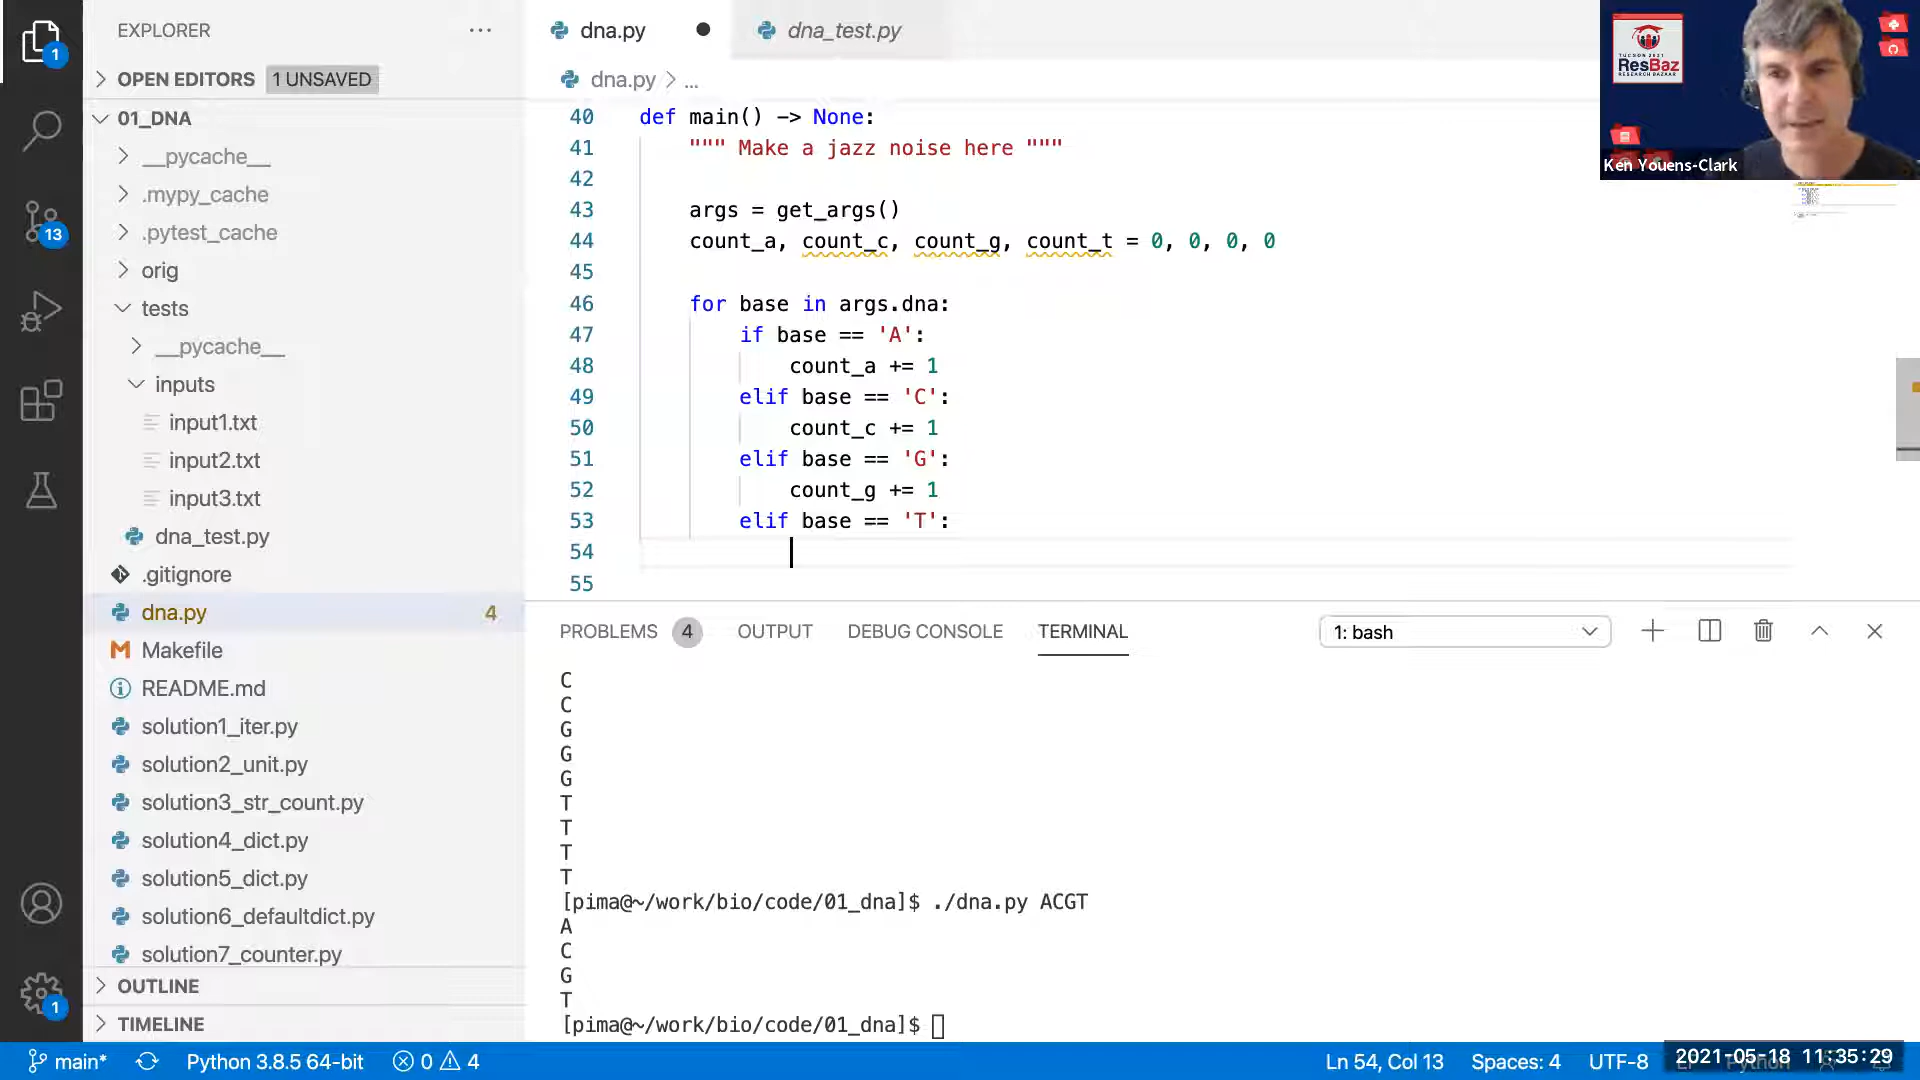 EXPLORER
OPEN EDITORS 1 UNSAVED
01_DNA
__pycache__
.mypy_cache
.pytest_cache
orig
tests
__pycache__
inputs
input1.txt
input2.txt
input3.txt
dna_test.py
.gitignore
dna.py 4
Makefile
README.md
solution1_iter.py
solution2_unit.py
solution3_str_count.py
solution4_dict.py
solution5_dict.py
solution6_defaultdict.py
solution7_counter.py
OUTLINE
TIMELINE
1
13
1
dna.py
dna_test.py
dna.py > ...
40 def main() -> None:
41 """ Make a jazz noise here """
42
43 args = get_args()
44 count_a, count_c, count_g, count_t = 0, 0, 0, 0
45
46 for base in args.dna:
47 if base == 'A':
48 count_a += 1
49 elif base == 'C':
50 count_c += 1
51 elif base == 'G':
52 count_g += 1
53 elif base == 'T':
54
55
PROBLEMS 4 OUTPUT DEBUG CONSOLE TERMINAL 1: bash
C
C
G
G
G
T
T
T
T
[pima@~/work/bio/code/01_dna]$ ./dna.py ACGT
A
C
G
T
[pima@~/work/bio/code/01_dna]$
TUCSON 2021
ResBaz
RESEARCH BAZAAR
Ken Youens-Clark
main* Python 3.8.5 64-bit 0 4 Ln 54, Col 13 Spaces: 4 UTF-8
2021-05-18 11:35:29